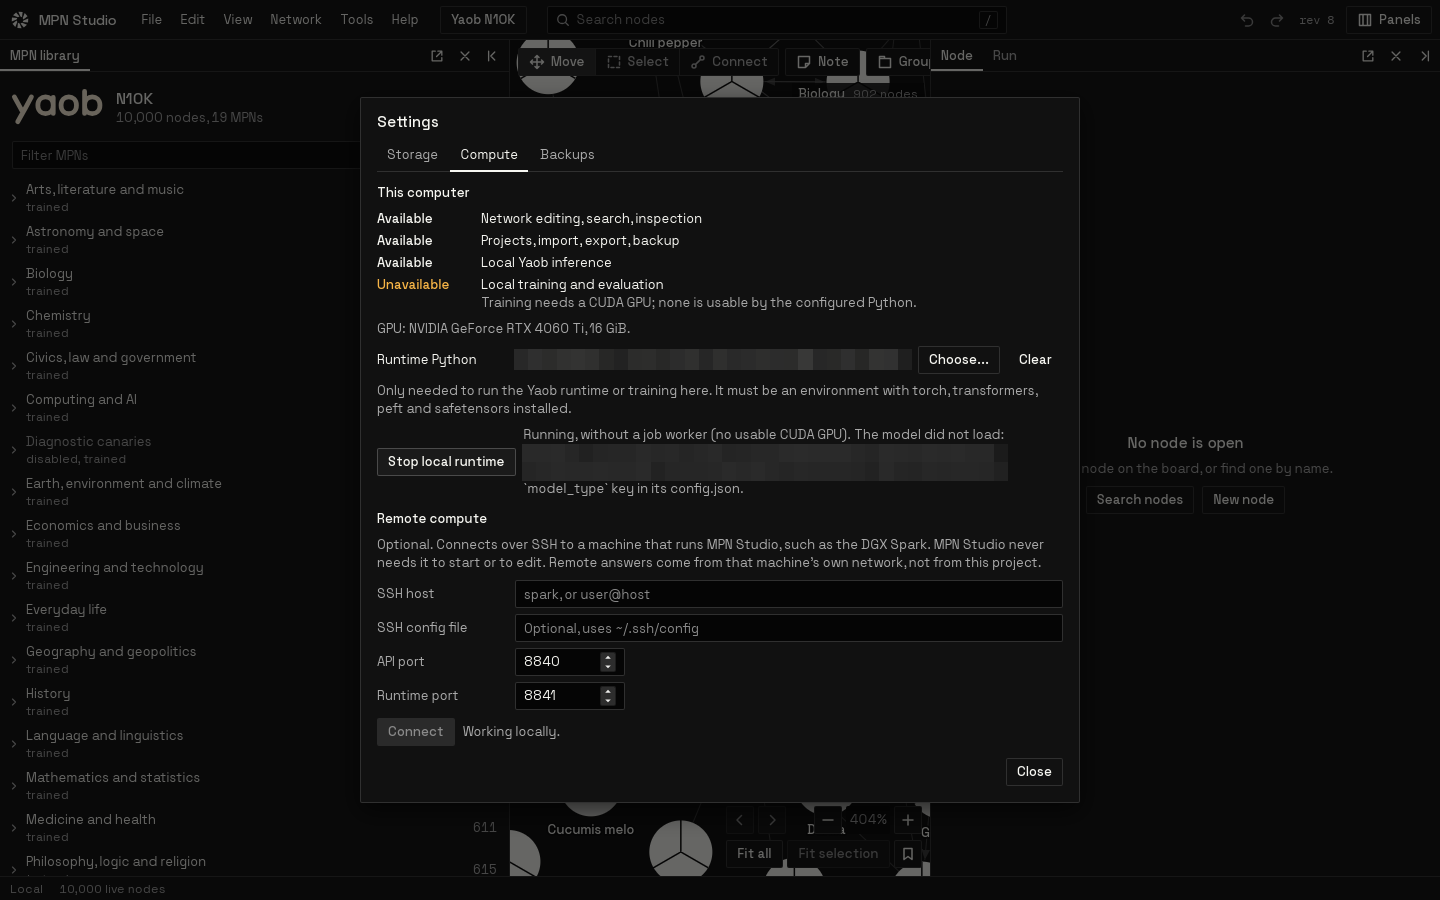 MPN Studio File Edit View Network Tools Help Yaob N10K Search nodes / rev 8 Panels
MPN library
Chili pepper
Move Select Connect Note
Node Run
Biology 902 nodes
yaob
N10K
10,000 nodes, 19 MPNs
Filter MPNs
Arts, literature and music
trained
Astronomy and space
trained
Biology
trained
Chemistry
trained
Civics, law and government
trained
Computing and AI
trained
Diagnostic canaries
disabled, trained
Earth, environment and climate
trained
Economics and business
trained
Engineering and technology
trained
Everyday life
trained
Geography and geopolitics
trained
History
trained
Language and linguistics
trained
Mathematics and statistics
trained
Medicine and health
trained
611
Philosophy, logic and religion
615
Settings
Storage Compute Backups
This computer
Available Network editing, search, inspection
Available Projects, import, export, backup
Available Local Yaob inference
Unavailable Local training and evaluation
Training needs a CUDA GPU; none is usable by the configured Python.
GPU: NVIDIA GeForce RTX 4060 Ti, 16 GiB.
Runtime Python Choose... Clear
Only needed to run the Yaob runtime or training here. It must be an environment with torch, transformers,
peft and safetensors installed.
Running, without a job worker (no usable CUDA GPU). The model did not load:
Stop local runtime
`model_type` key in its config.json.
Remote compute
Optional. Connects over SSH to a machine that runs MPN Studio, such as the DGX Spark. MPN Studio never
needs it to start or to edit. Remote answers come from that machine's own network, not from this project.
SSH host spark, or user@host
SSH config file Optional, uses ~/.ssh/config
API port 8840
Runtime port 8841
Connect Working locally.
Close
No node is open
node on the board, or find one by name.
Search nodes New node
Cucumis melo
404%
Fit all Fit selection
Local 10,000 live nodes